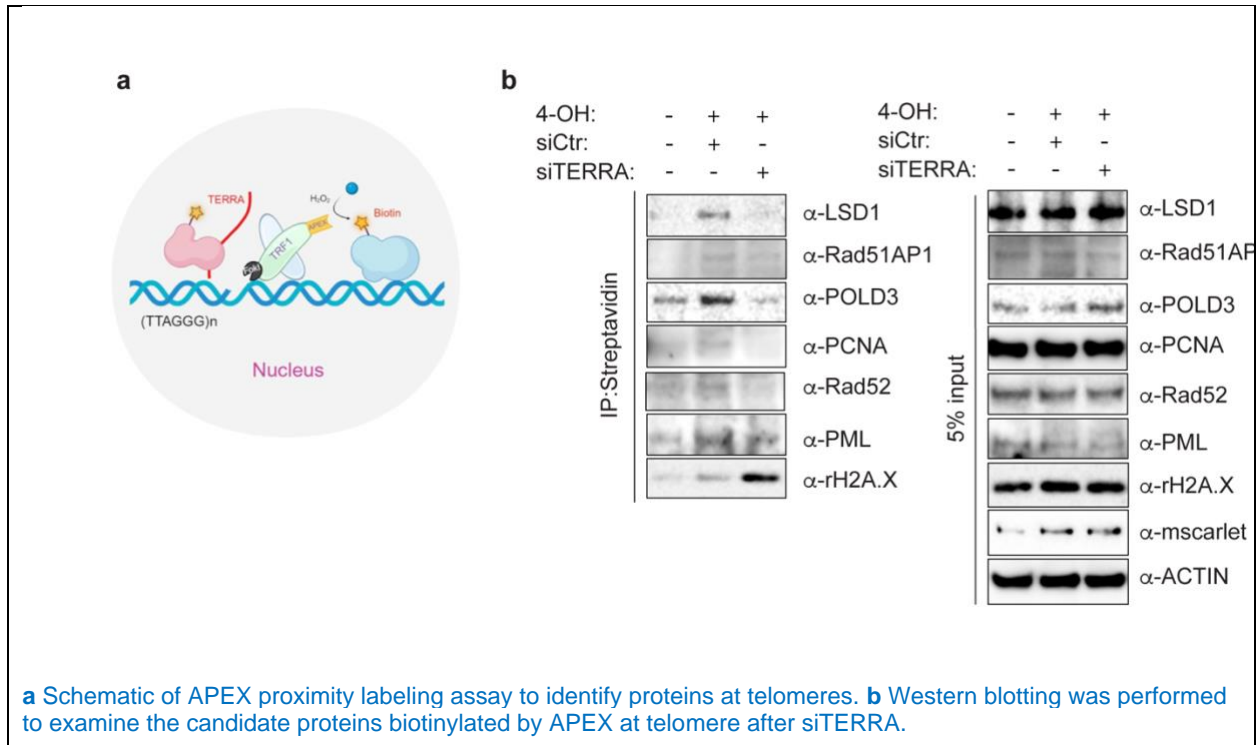 a
TERRA
H₂O₂
APEX
Biotin
TRF1
(TTAGGG)n
Nucleus
b
4-OH: - + +
siCtr: - + -
siTERRA: - - +
IP:Streptavidin
α-LSD1
α-Rad51AP1
α-POLD3
α-PCNA
α-Rad52
α-PML
α-rH2A.X
4-OH: - + +
siCtr: - + -
siTERRA: - - +
5% input
α-LSD1
α-Rad51AP
α-POLD3
α-PCNA
α-Rad52
α-PML
α-rH2A.X
α-mscarlet
α-ACTIN
a Schematic of APEX proximity labeling assay to identify proteins at telomeres. b Western blotting was performed
to examine the candidate proteins biotinylated by APEX at telomere after siTERRA.